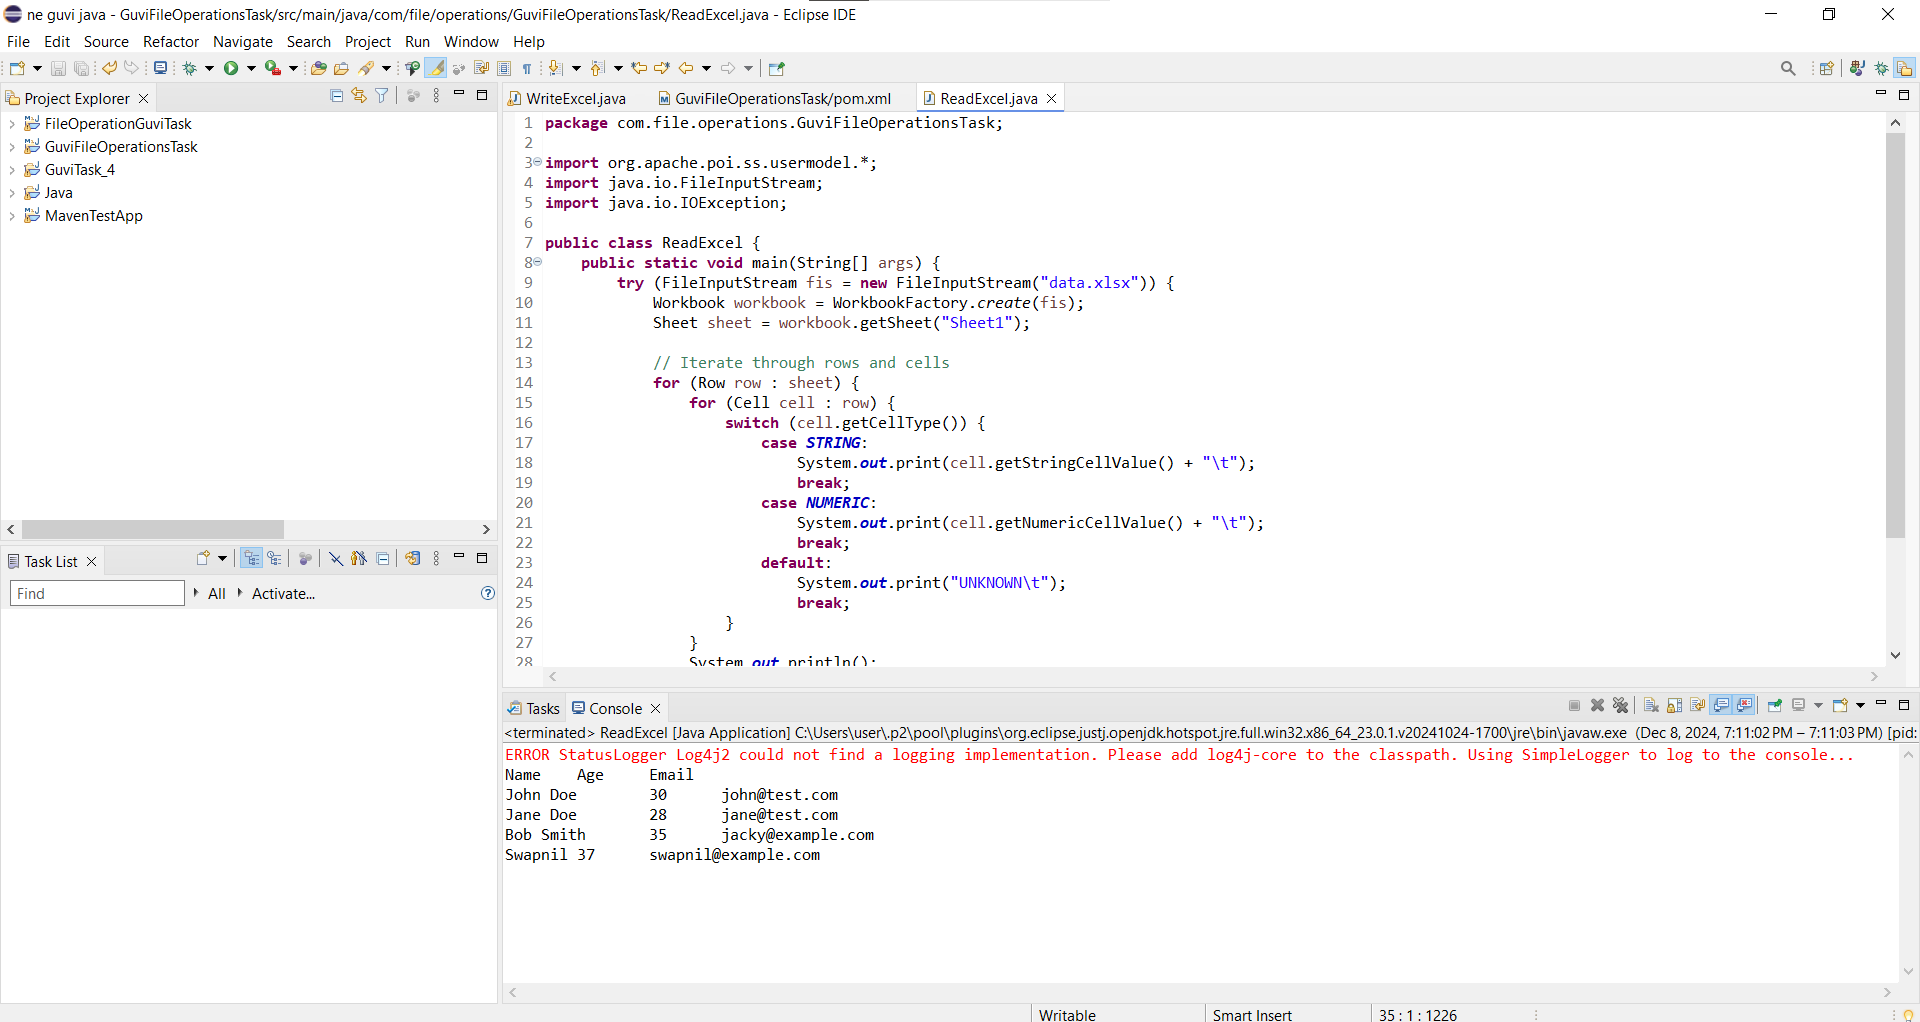 ne guvi java - GuviFileOperationsTask/src/main/java/com/file/operations/GuviFileOperationsTask/ReadExcel.java - Eclipse IDE
File Edit Source Refactor Navigate Search Project Run Window Help
Project Explorer
FileOperationGuviTask
GuviFileOperationsTask
GuviTask_4
Java
MavenTestApp
Task List
Find All Activate...
WriteExcel.java GuviFileOperationsTask/pom.xml ReadExcel.java
1 package com.file.operations.GuviFileOperationsTask;
2
3 import org.apache.poi.ss.usermodel.*;
4 import java.io.FileInputStream;
5 import java.io.IOException;
6
7 public class ReadExcel {
8 public static void main(String[] args) {
9 try (FileInputStream fis = new FileInputStream("data.xlsx")) {
10 Workbook workbook = WorkbookFactory.create(fis);
11 Sheet sheet = workbook.getSheet("Sheet1");
12
13 // Iterate through rows and cells
14 for (Row row : sheet) {
15 for (Cell cell : row) {
16 switch (cell.getCellType()) {
17 case STRING:
18 System.out.print(cell.getStringCellValue() + "\t");
19 break;
20 case NUMERIC:
21 System.out.print(cell.getNumericCellValue() + "\t");
22 break;
23 default:
24 System.out.print("UNKNOWN\t");
25 break;
26 }
27 }
28 System.out.println();
Tasks Console
<terminated> ReadExcel [Java Application] C:\Users\user\.p2\pool\plugins\org.eclipse.justj.openjdk.hotspot.jre.full.win32.x86_64_23.0.1.v20241024-1700\jre\bin\javaw.exe (Dec 8, 2024, 7:11:02 PM – 7:11:03 PM) [pid:
ERROR StatusLogger Log4j2 could not find a logging implementation. Please add log4j-core to the classpath. Using SimpleLogger to log to the console...
Name Age Email
John Doe 30 john@test.com
Jane Doe 28 jane@test.com
Bob Smith 35 jacky@example.com
Swapnil 37 swapnil@example.com
Writable Smart Insert 35 : 1 : 1226